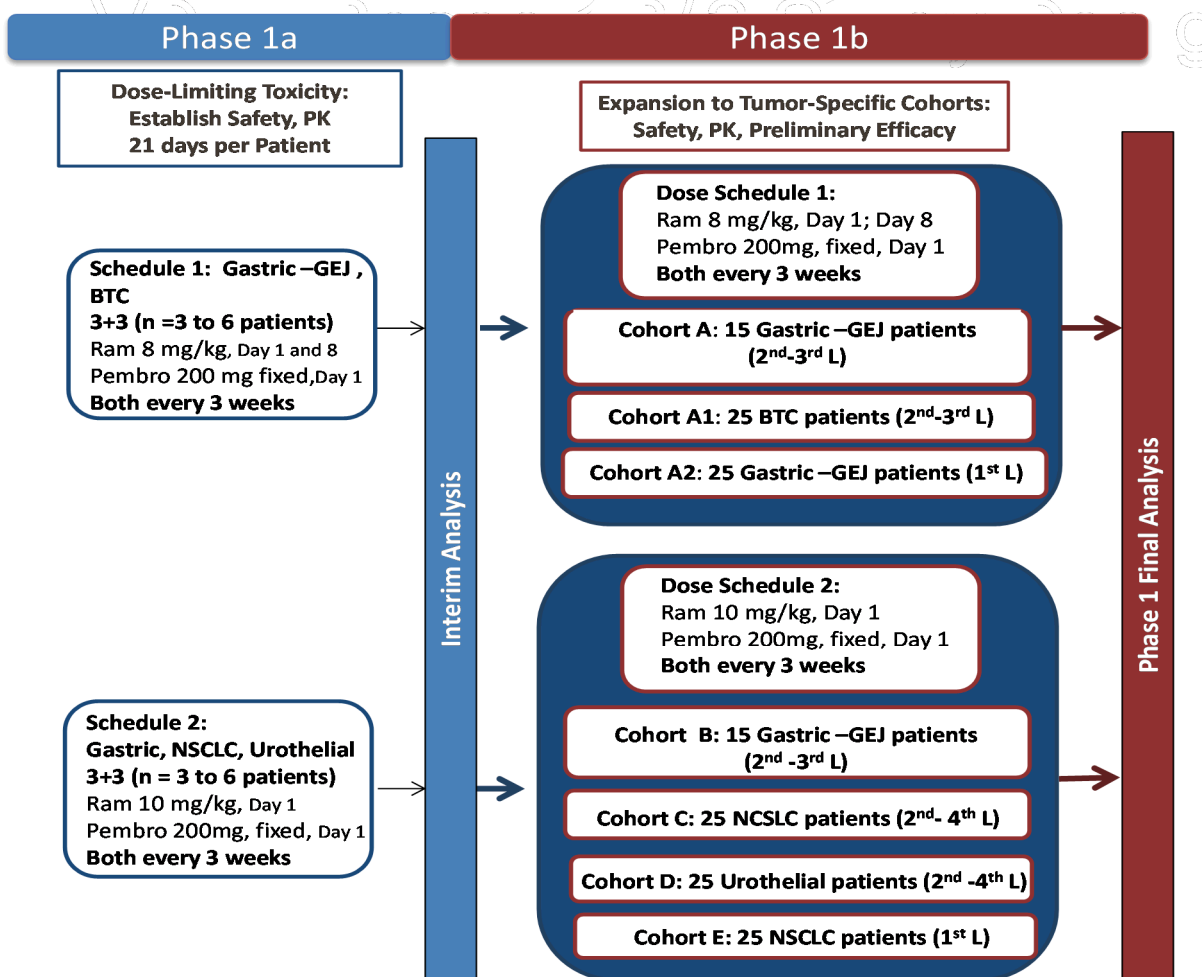 Phase 1a
Phase 1b
Dose-Limiting Toxicity:
Establish Safety, PK
21 days per Patient
Expansion to Tumor-Specific Cohorts:
Safety, PK, Preliminary Efficacy
Schedule 1: Gastric –GEJ ,
BTC
3+3 (n =3 to 6 patients)
Ram 8 mg/kg, Day 1 and 8
Pembro 200 mg fixed,Day 1
Both every 3 weeks
Schedule 2:
Gastric, NSCLC, Urothelial
3+3 (n = 3 to 6 patients)
Ram 10 mg/kg, Day 1
Pembro 200mg, fixed, Day 1
Both every 3 weeks
Interim Analysis
Dose Schedule 1:
Ram 8 mg/kg, Day 1; Day 8
Pembro 200mg, fixed, Day 1
Both every 3 weeks
Cohort A: 15 Gastric –GEJ patients
(2nd-3rd L)
Cohort A1: 25 BTC patients (2nd-3rd L)
Cohort A2: 25 Gastric –GEJ patients (1st L)
Dose Schedule 2:
Ram 10 mg/kg, Day 1
Pembro 200mg, fixed, Day 1
Both every 3 weeks
Cohort B: 15 Gastric –GEJ patients
(2nd -3rd L)
Cohort C: 25 NCSLC patients (2nd- 4th L)
Cohort D: 25 Urothelial patients (2nd -4th L)
Cohort E: 25 NSCLC patients (1st L)
Phase 1 Final Analysis